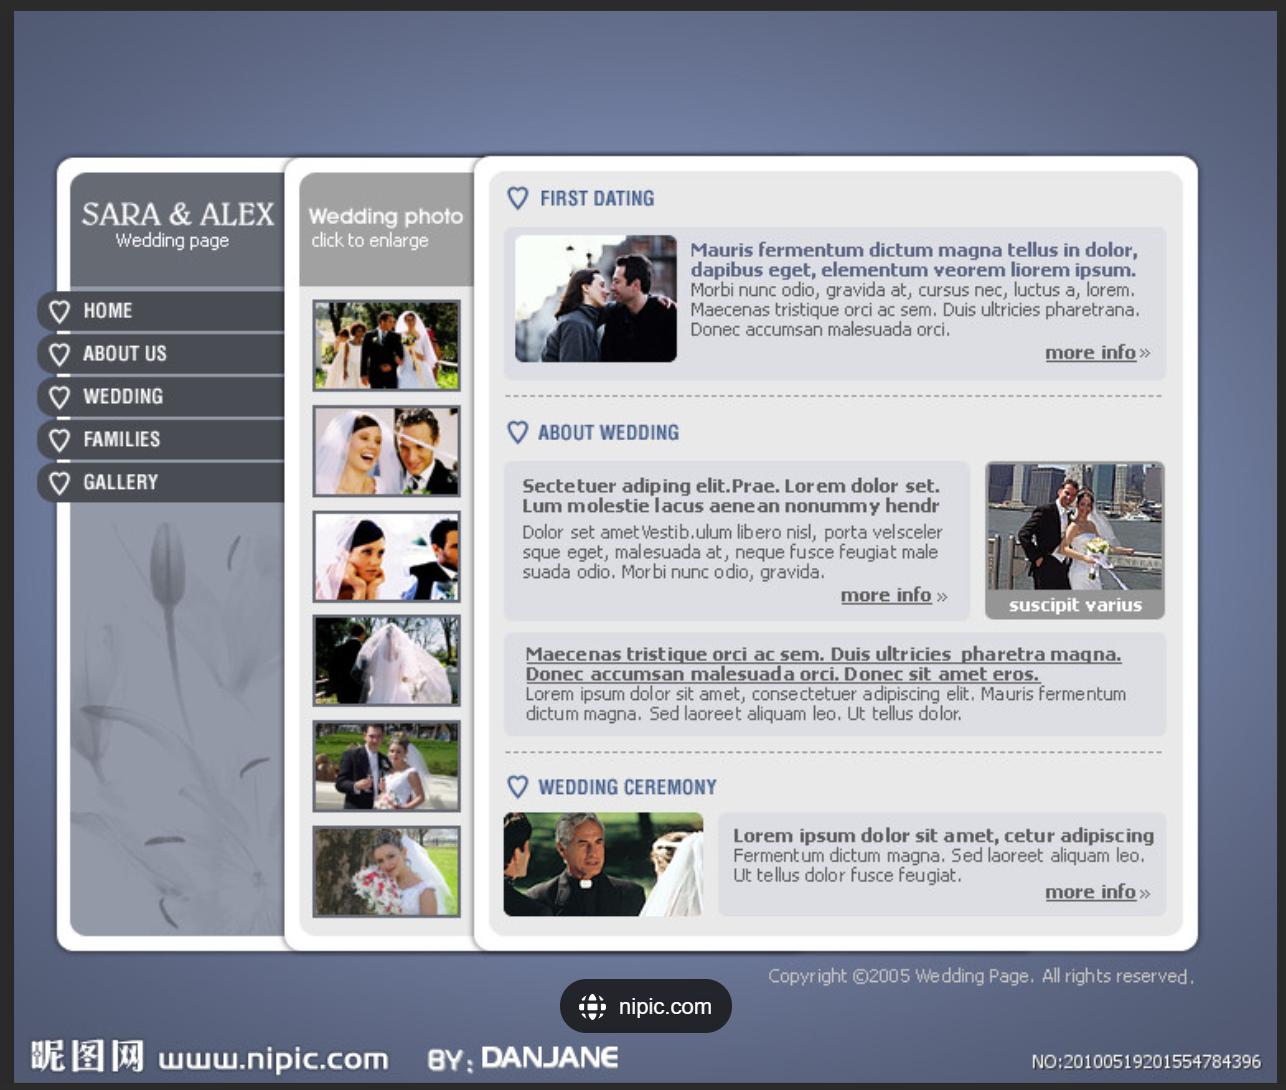 SARA & ALEX
Wedding page
HOME
ABOUT US
WEDDING
FAMILIES
GALLERY
Wedding photo
click to enlarge
FIRST DATING
Mauris fermentum dictum magna tellus in dolor,
dapibus eget, elementum veorem liorem ipsum.
Morbi nunc odio, gravida at, cursus nec, luctus a, lorem.
Maecenas tristique orci ac sem. Duis ultricies pharetrana.
Donec accumsan malesuada orci.
more info »
ABOUT WEDDING
Sectetuer adiping elit.Prae. Lorem dolor set.
Lum molestie lacus aenean nonummy hendr
Dolor set amet Vestib.ulum libero nisl, porta velsceler
sque eget, malesuada at, neque fusce feugiat male
suada odio. Morbi nunc odio, gravida.
more info »
suscipit varius
Maecenas tristique orci ac sem. Duis ultricies pharetra magna.
Donec accumsan malesuada orci. Donec sit amet eros.
Lorem ipsum dolor sit amet, consectetuer adipiscing elit. Mauris fermentum
dictum magna. Sed laoreet aliquam leo. Ut tellus dolor.
WEDDING CEREMONY
Lorem ipsum dolor sit amet, cetur adipiscing
Fermentum dictum magna. Sed laoreet aliquam leo.
Ut tellus dolor fusce feugiat.
more info »
Copyright ©2005 Wedding Page. All rights reserved.
nipic.com
昵图网 www.nipic.com BY: DANJANE
NO:20100519201554784396